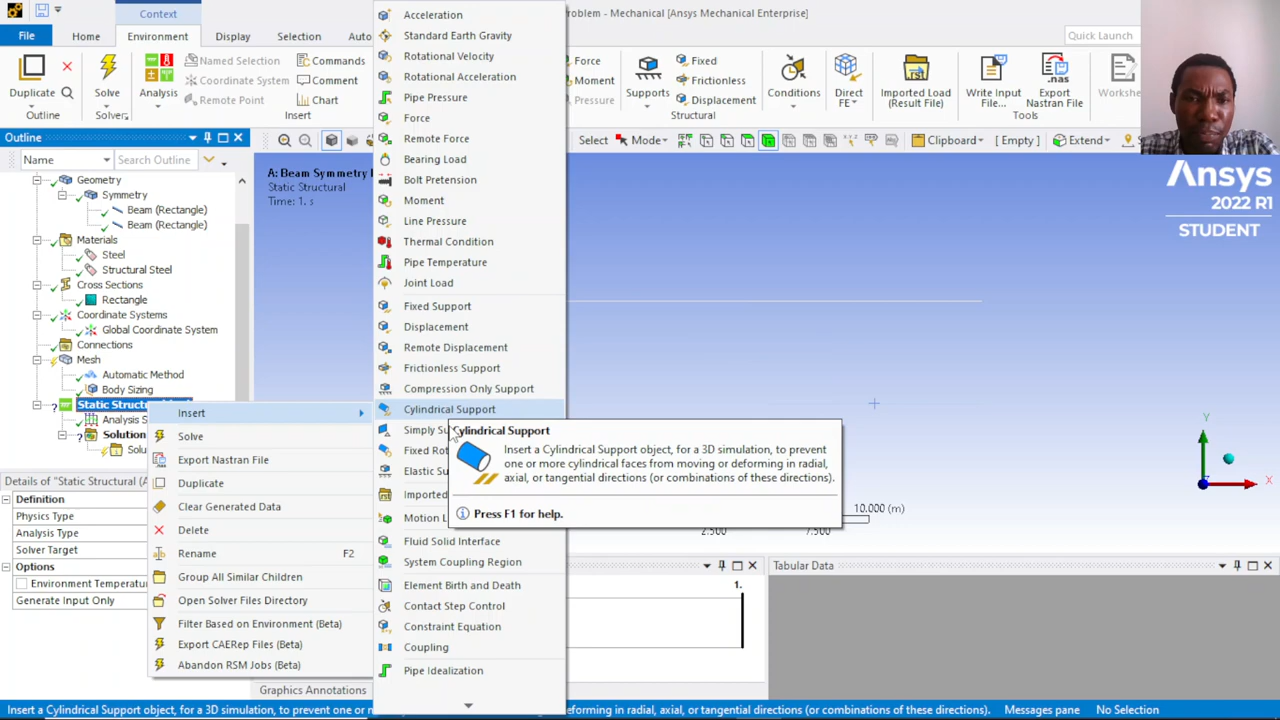 Context
Problem - Mechanical [Ansys Mechanical Enterprise]
File
Home
Environment
Display
Selection
Quick Launch
Duplicate
Outline
Solve
Solver
Analysis
Named Selection
Coordinate System
Remote Point
Commands
Comment
Chart
Insert
Force
Moment
Pressure
Supports
Fixed
Frictionless
Displacement
Structural
Conditions
Direct
FE
Imported Load
(Result File)
Write Input
File...
Export
Nastran File
Tools
Select
Mode
Clipboard
[ Empty ]
Extend
Outline
Name
Search Outline
Geometry
Symmetry
Beam (Rectangle)
Beam (Rectangle)
Materials
Steel
Structural Steel
Cross Sections
Rectangle
Coordinate Systems
Global Coordinate System
Connections
Mesh
Automatic Method
Body Sizing
Solution
A: Beam Symmetry
Static Structural
Time: 1. s
Ansys
2022 R1
STUDENT
Insert
Solve
Export Nastran File
Duplicate
Clear Generated Data
Delete
Rename F2
Group All Similar Children
Open Solver Files Directory
Filter Based on Environment (Beta)
Export CAERep Files (Beta)
Abandon RSM Jobs (Beta)
Acceleration
Standard Earth Gravity
Rotational Velocity
Rotational Acceleration
Pipe Pressure
Force
Remote Force
Bearing Load
Bolt Pretension
Moment
Line Pressure
Thermal Condition
Pipe Temperature
Joint Load
Fixed Support
Displacement
Remote Displacement
Frictionless Support
Compression Only Support
Cylindrical Support
Fixed
Imported
Motion
Fluid Solid Interface
System Coupling Region
Element Birth and Death
Contact Step Control
Constraint Equation
Coupling
Pipe Idealization
Cylindrical Support
Insert a Cylindrical Support object, for a 3D simulation, to prevent
one or more cylindrical faces from moving or deforming in radial,
axial, or tangential directions (or combinations of these directions).
Press F1 for help.
Y
X
10.000 (m)
2.500
7.500
Details of "Static Structural (A
Definition
Physics Type
Analysis Type
Solver Target
Options
Generate Input Only
1.
Tabular Data
Graphics Annotations
Insert a Cylindrical Support object, for a 3D simulation, to prevent one or mo
deforming in radial, axial, or tangential directions (or combinations of these directions).
Messages pane
No Selection